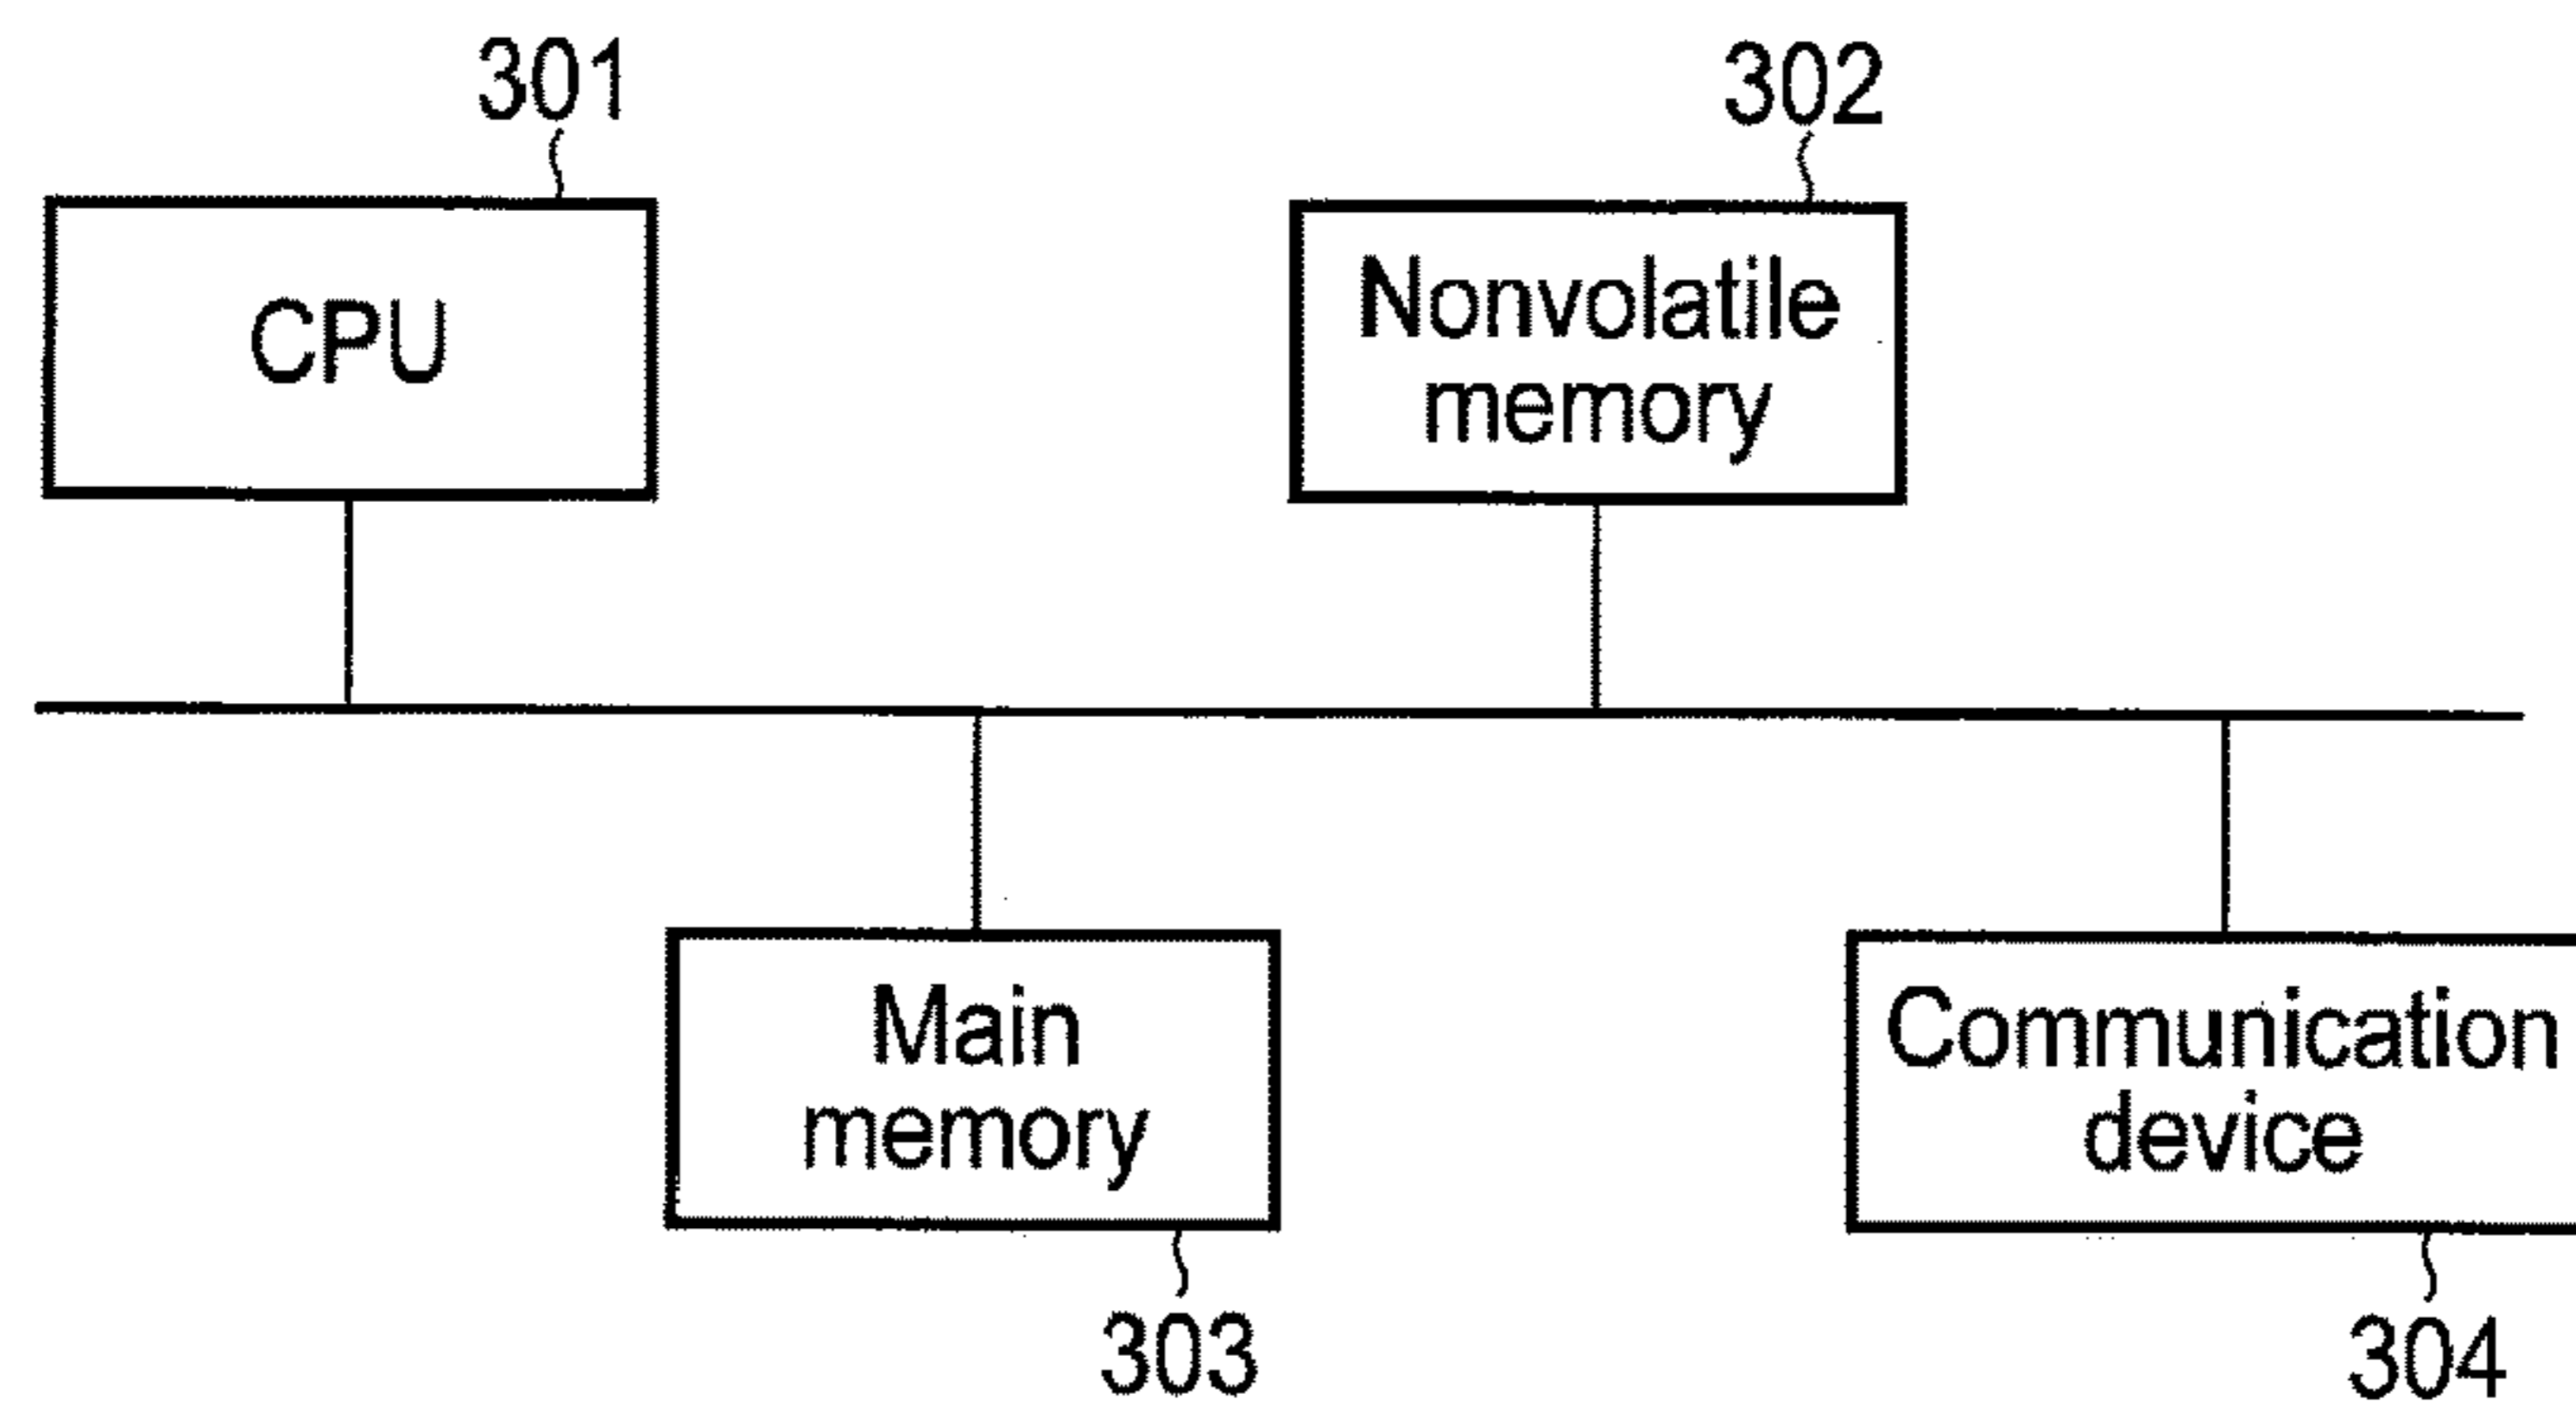 301
302
CPU
Nonvolatile
memory
Main
memory
Communication
device
303
304